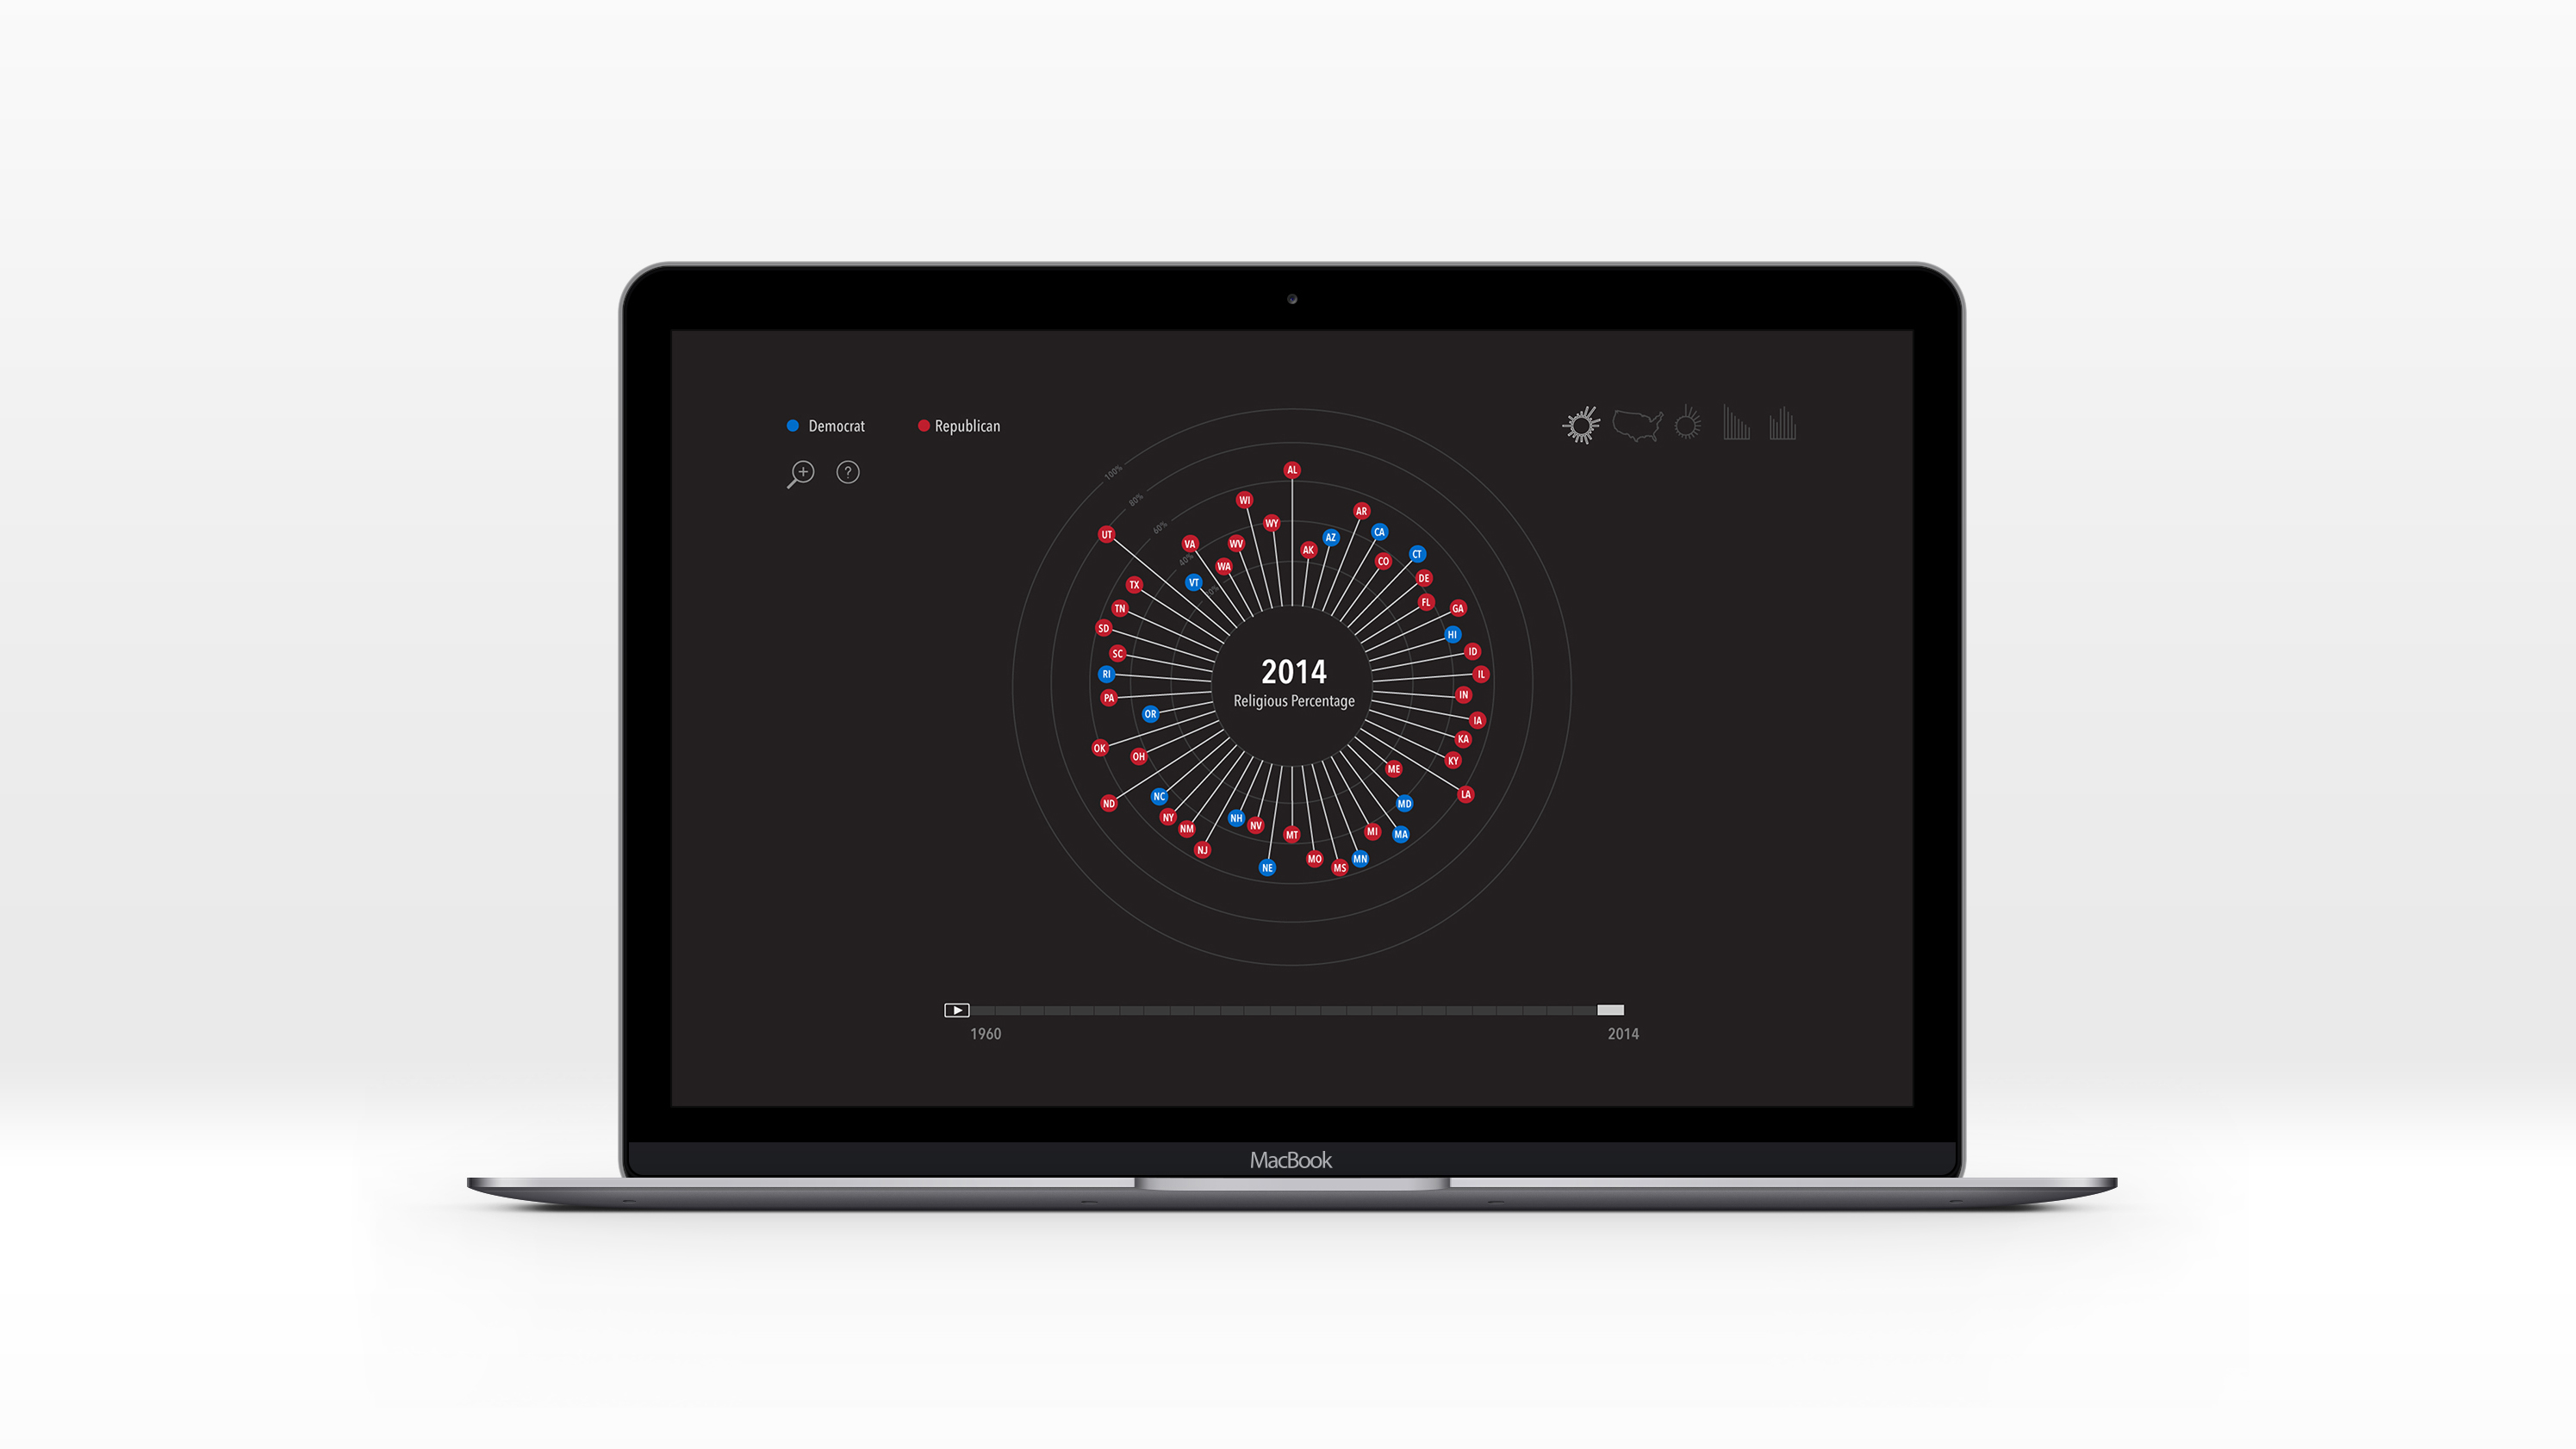 Democrat
Republican
?
100%
80%
60%
40%
AL
AK
AZ
AR
CA
CO
CT
DE
FL
GA
HI
ID
IL
IN
IA
KA
KY
LA
ME
MD
MA
MI
MN
MS
MO
MT
NE
NV
NH
NJ
NM
NY
NC
ND
OH
OK
OR
PA
RI
SC
SD
TN
TX
UT
VT
VA
WA
WV
WI
WY
2014
Religious Percentage
1960
2014
MacBook